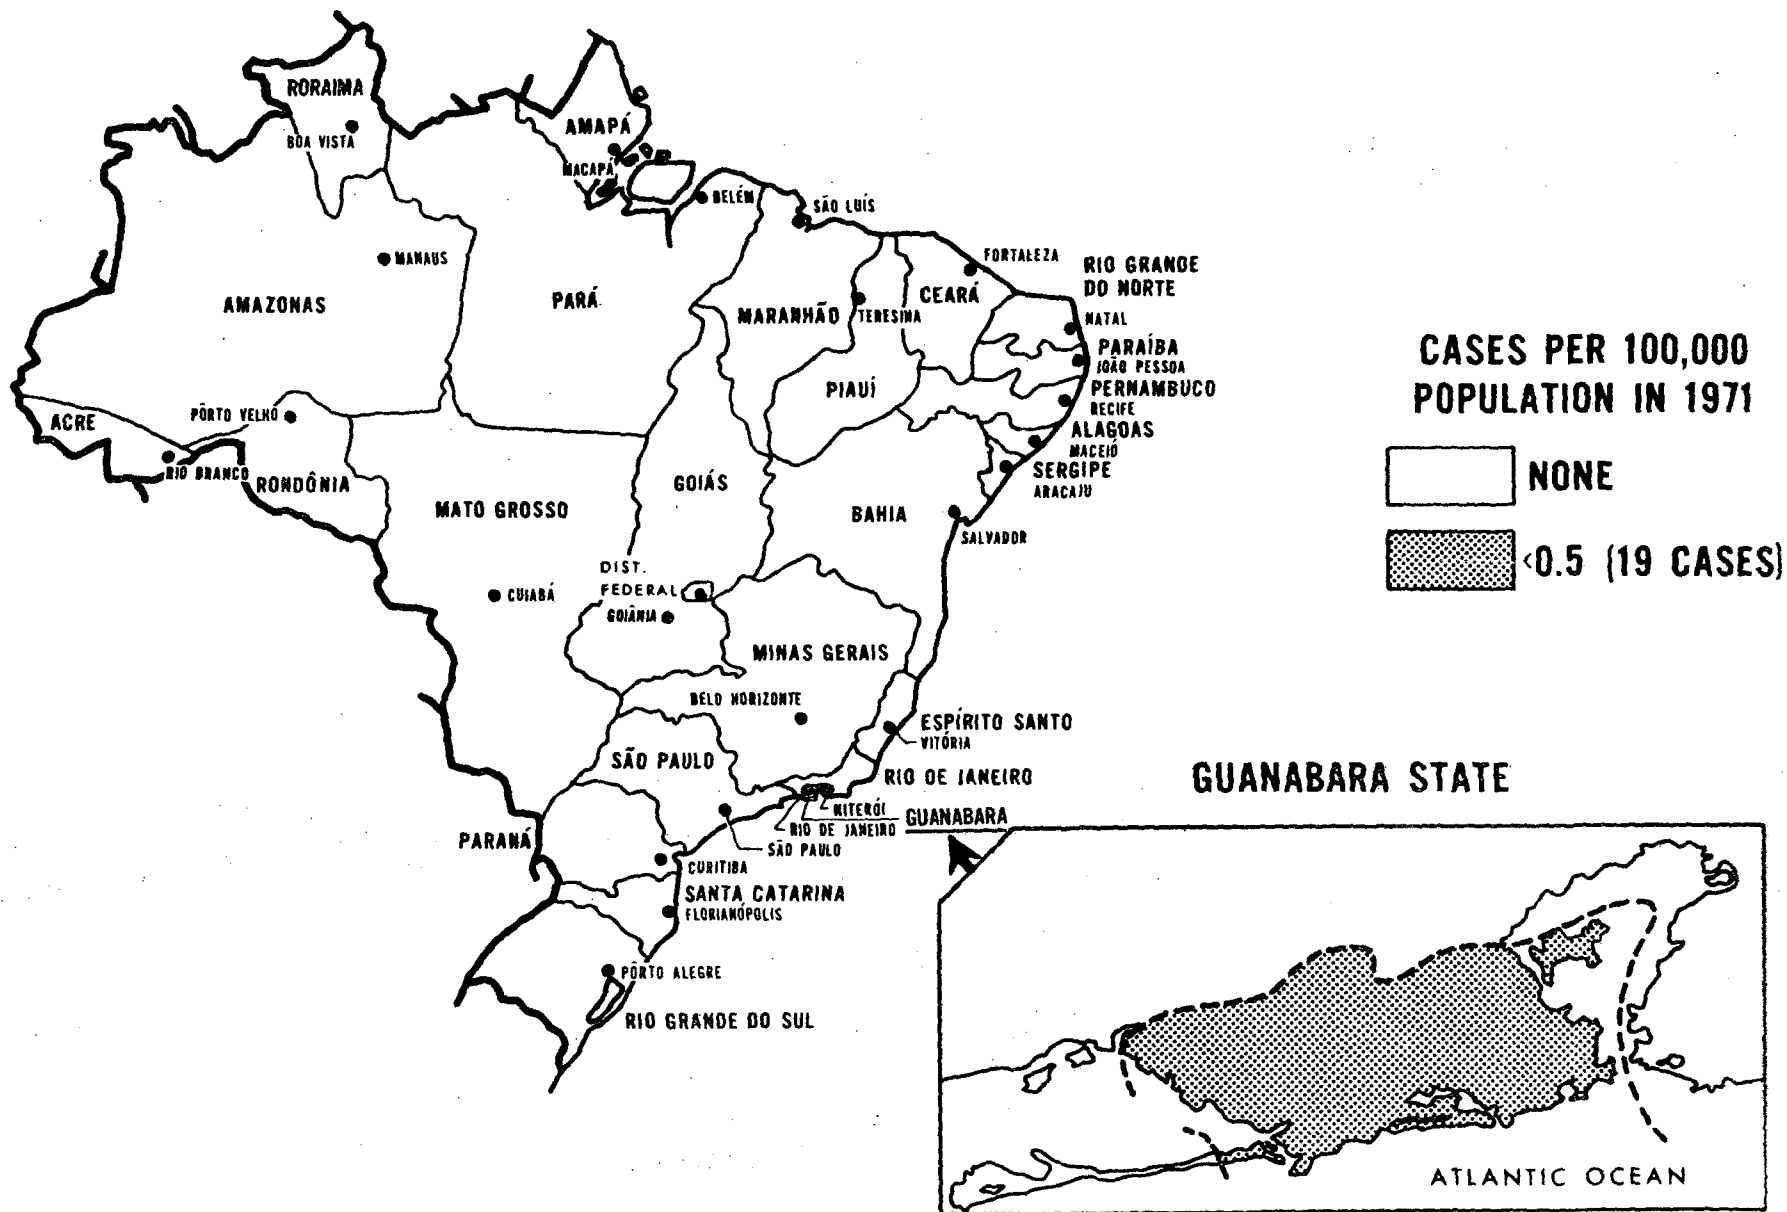 RORAIMA
BOA VISTA
AMAPÁ
MACAPÁ
BELÉM
SÃO LUÍS
MANAUS
FORTALEZA
RIO GRANDE
DO NORTE
AMAZONAS
PARÁ
MARANHÃO
TERESINA
CEARÁ
NATAL
PARAÍBA
JOÃO PESSOA
PIAUÍ
PERNAMBUCO
RECIFE
ACRE
PÔRTO VELHO
ALAGOAS
MACEIÓ
RIO BRANCO
RONDÔNIA
GOIÁS
SERGIPE
ARACAJU
MATO GROSSO
BAHIA
SALVADOR
DIST.
FEDERAL
CUIABÁ
GOIÂNIA
MINAS GERAIS
BELO HORIZONTE
ESPÍRITO SANTO
VITÓRIA
SÃO PAULO
RIO DE JANEIRO
NITERÓI
GUANABARA
RIO DE JANEIRO
SÃO PAULO
PARANÁ
CURITIBA
SANTA CATARINA
FLORIANÓPOLIS
PÔRTO ALEGRE
RIO GRANDE DO SUL
CASES PER 100,000
POPULATION IN 1971
NONE
<0.5 (19 CASES)
GUANABARA STATE
ATLANTIC OCEAN